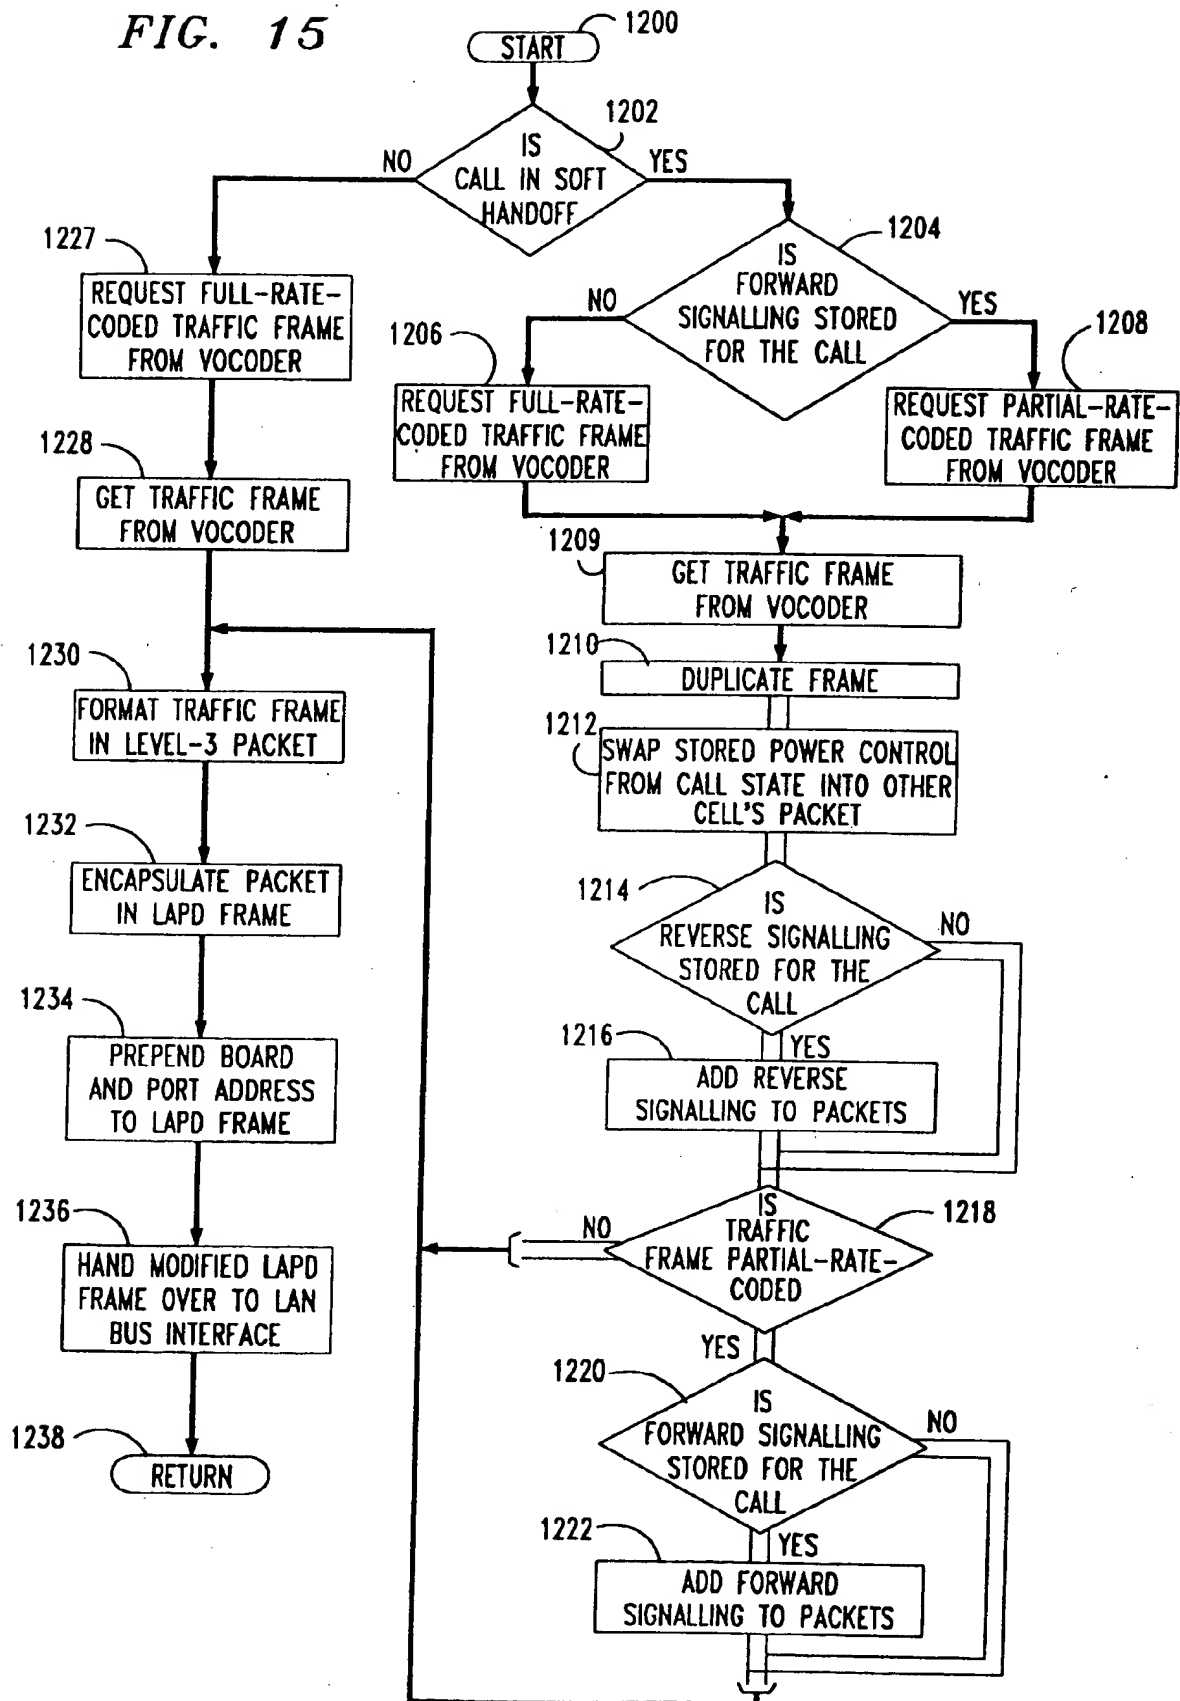 FIG. 15
START
1200
IS
CALL IN SOFT
HANDOFF
1202
NO
YES
1227
REQUEST FULL-RATE-
CODED TRAFFIC FRAME
FROM VOCODER
1228
GET TRAFFIC FRAME
FROM VOCODER
1230
FORMAT TRAFFIC FRAME
IN LEVEL-3 PACKET
1232
ENCAPSULATE PACKET
IN LAPD FRAME
1234
PREPEND BOARD
AND PORT ADDRESS
TO LAPD FRAME
1236
HAND MODIFIED LAPD
FRAME OVER TO LAN
BUS INTERFACE
1238
RETURN
1204
IS
FORWARD
SIGNALLING STORED
FOR THE CALL
NO
YES
1206
REQUEST FULL-RATE-
CODED TRAFFIC FRAME
FROM VOCODER
1208
REQUEST PARTIAL-RATE-
CODED TRAFFIC FRAME
FROM VOCODER
1209
GET TRAFFIC FRAME
FROM VOCODER
1210
DUPLICATE FRAME
1212
SWAP STORED POWER CONTROL
FROM CALL STATE INTO OTHER
CELL'S PACKET
1214
IS
REVERSE SIGNALLING
STORED FOR THE
CALL
NO
YES
1216
ADD REVERSE
SIGNALLING TO PACKETS
1218
IS
TRAFFIC
FRAME PARTIAL-RATE-
CODED
NO
YES
1220
IS
FORWARD SIGNALLING
STORED FOR THE
CALL
NO
YES
1222
ADD FORWARD
SIGNALLING TO PACKETS